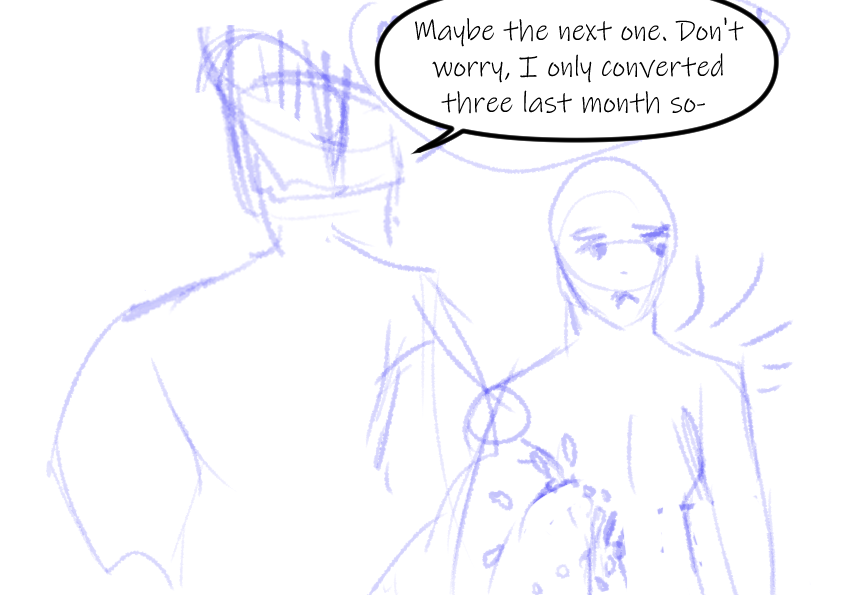 Maybe the next one. Don't
worry, I only converted
three last month so-